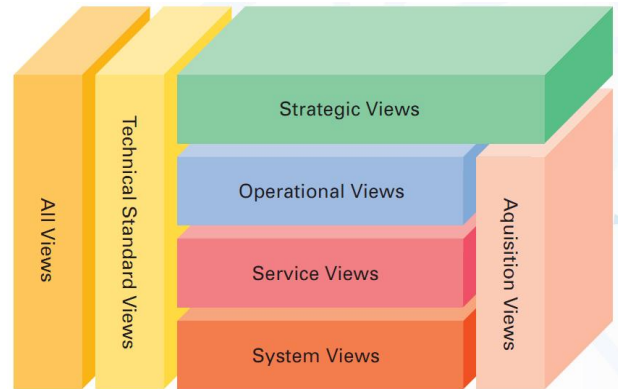 All Views
Technical Standard Views
Strategic Views
Operational Views
Service Views
System Views
Aquisition Views